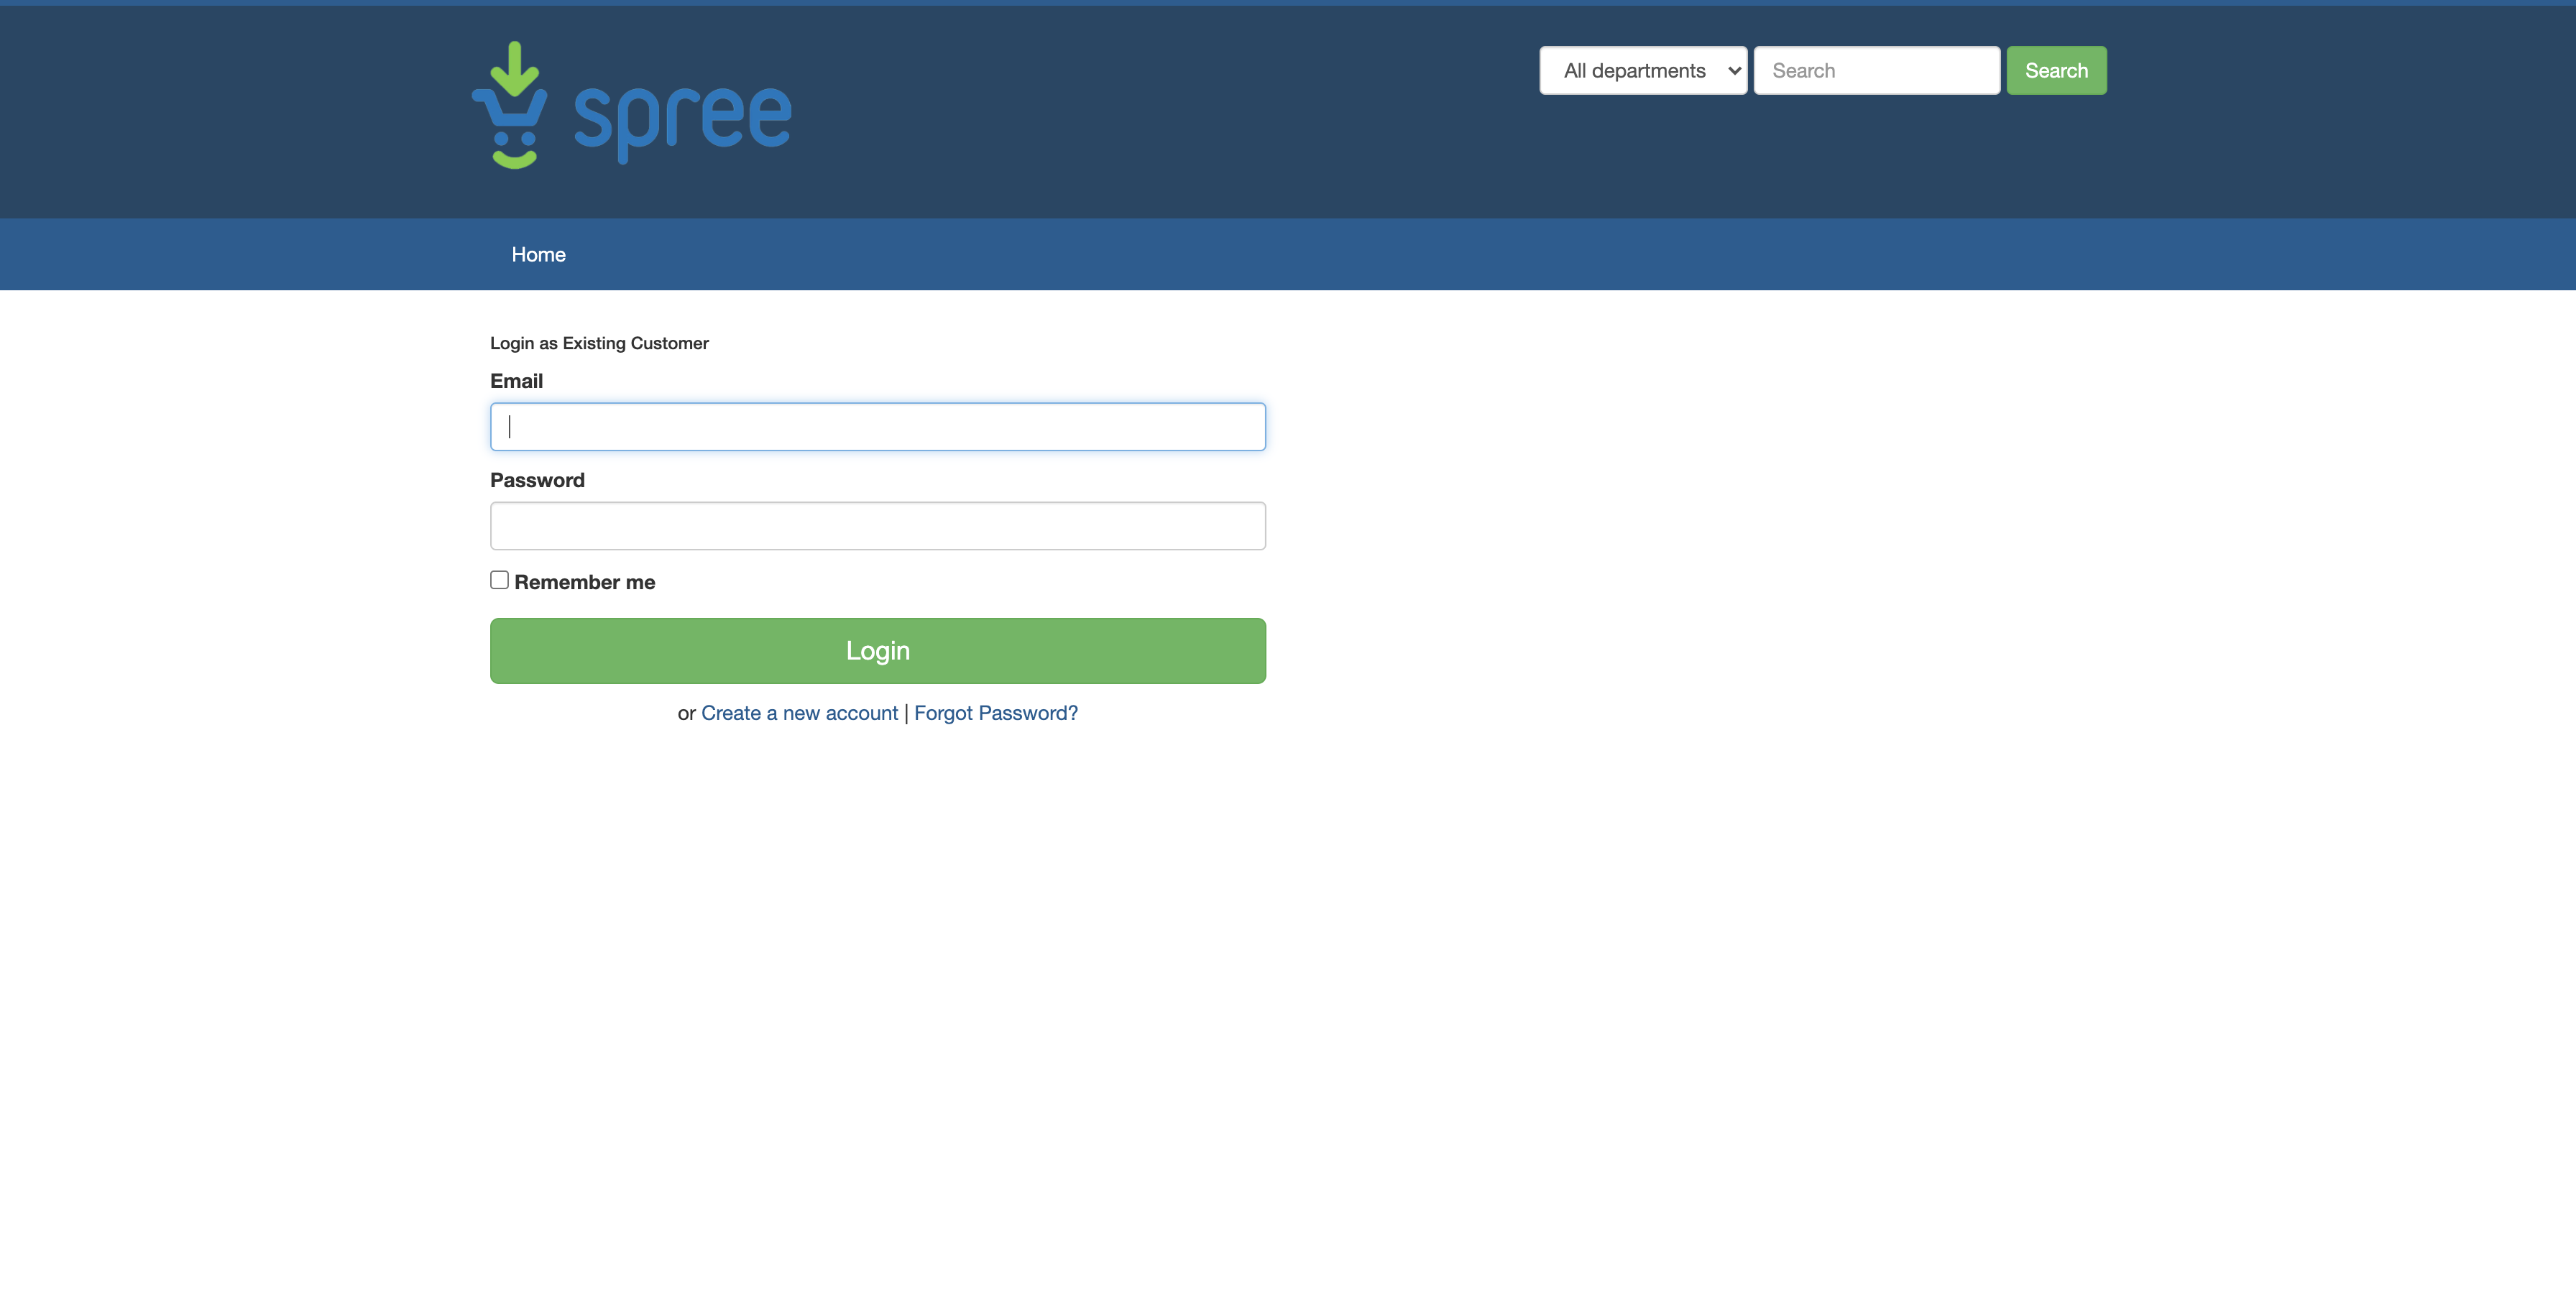 spree
All departments Search Search
Home
Login as Existing Customer
Email
Password
Remember me
Login
or Create a new account | Forgot Password?